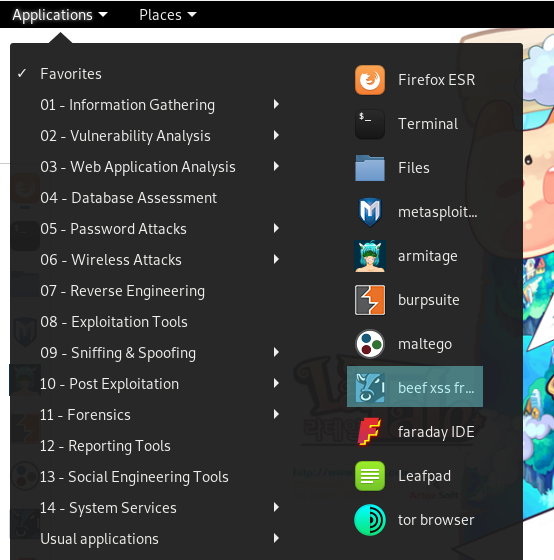 Applications Places
Favorites
01 - Information Gathering
02 - Vulnerability Analysis
03 - Web Application Analysis
04 - Database Assessment
05 - Password Attacks
06 - Wireless Attacks
07 - Reverse Engineering
08 - Exploitation Tools
09 - Sniffing & Spoofing
10 - Post Exploitation
11 - Forensics
12 - Reporting Tools
13 - Social Engineering Tools
14 - System Services
Usual applications
Firefox ESR
Terminal
Files
metasploit...
armitage
burpsuite
maltego
beef xss fr...
faraday IDE
Leafpad
tor browser